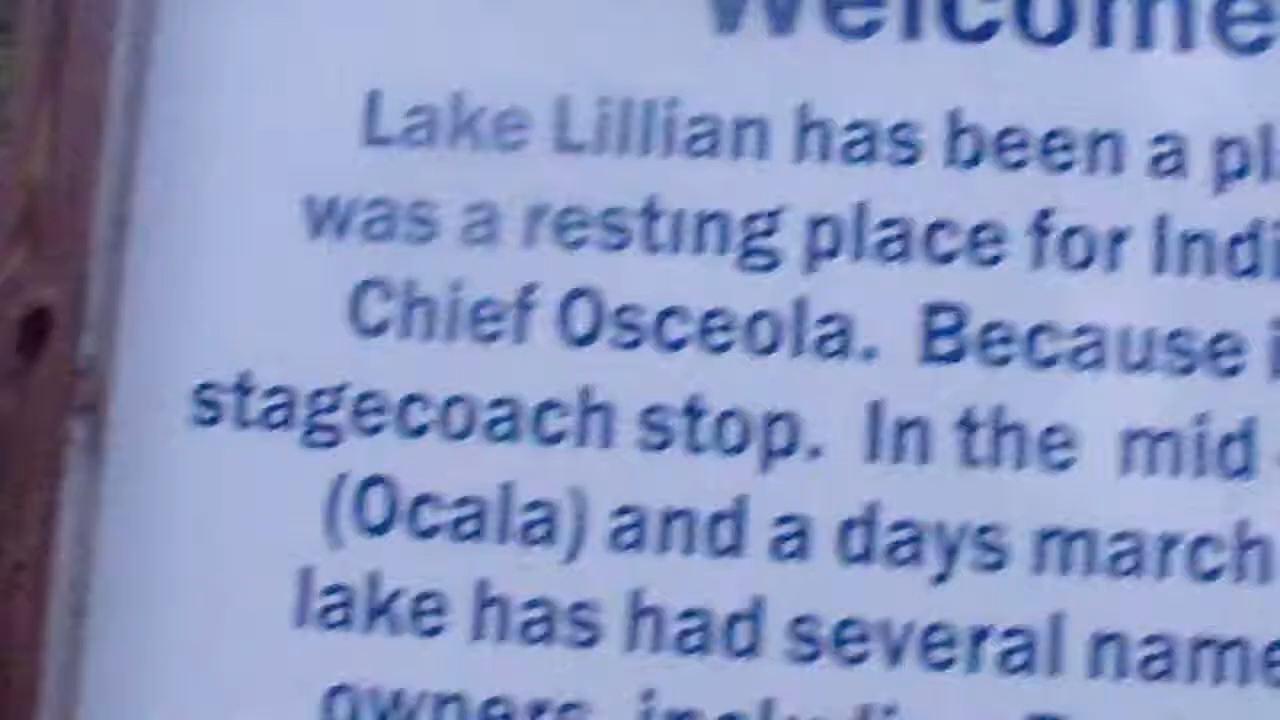 Welcome
Lake Lillian has been a pl
was a resting place for Indi
Chief Osceola. Because i
stagecoach stop. In the mid
(Ocala) and a days march
lake has had several name
owners, includin